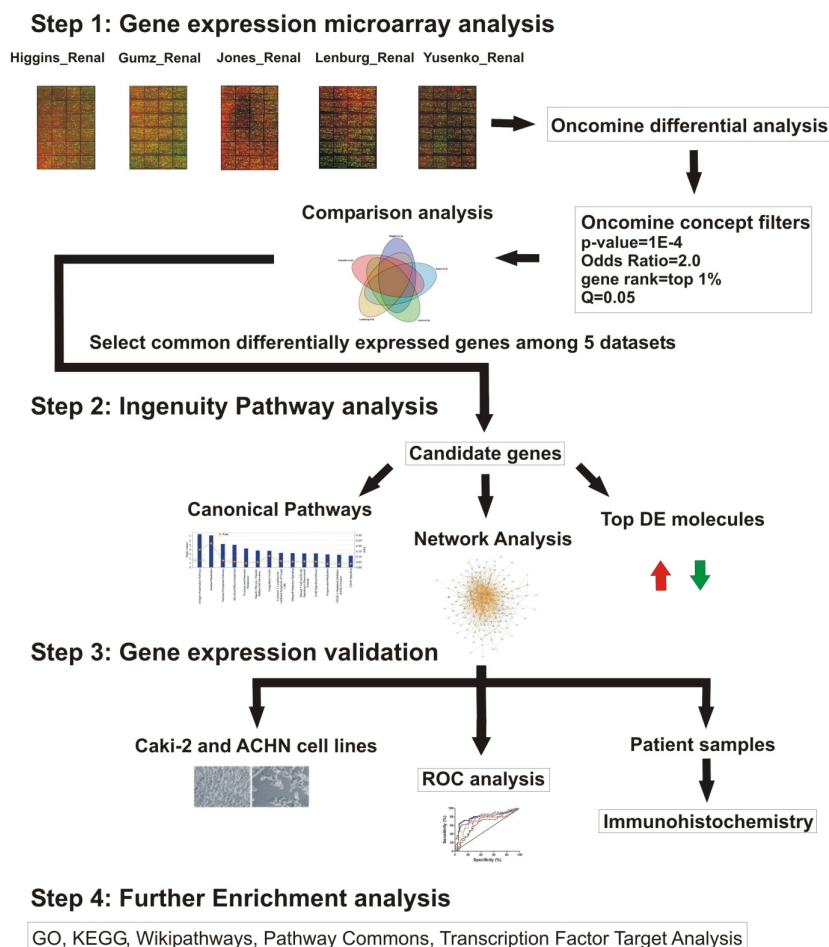 Step 1: Gene expression microarray analysis
Higgins_Renal Gumz_Renal Jones_Renal Lenburg_Renal Yusenko_Renal
Oncomine differential analysis
Comparison analysis
Oncomine concept filters
p-value=1E-4
Odds Ratio=2.0
gene rank=top 1%
Q=0.05
Select common differentially expressed genes among 5 datasets
Step 2: Ingenuity Pathway analysis
Candidate genes
Canonical Pathways
Network Analysis
Top DE molecules
Step 3: Gene expression validation
Caki-2 and ACHN cell lines
ROC analysis
Sensitivity (%)
Specificity (%)
Patient samples
Immunohistochemistry
Step 4: Further Enrichment analysis
GO, KEGG, Wikipathways, Pathway Commons, Transcription Factor Target Analysis